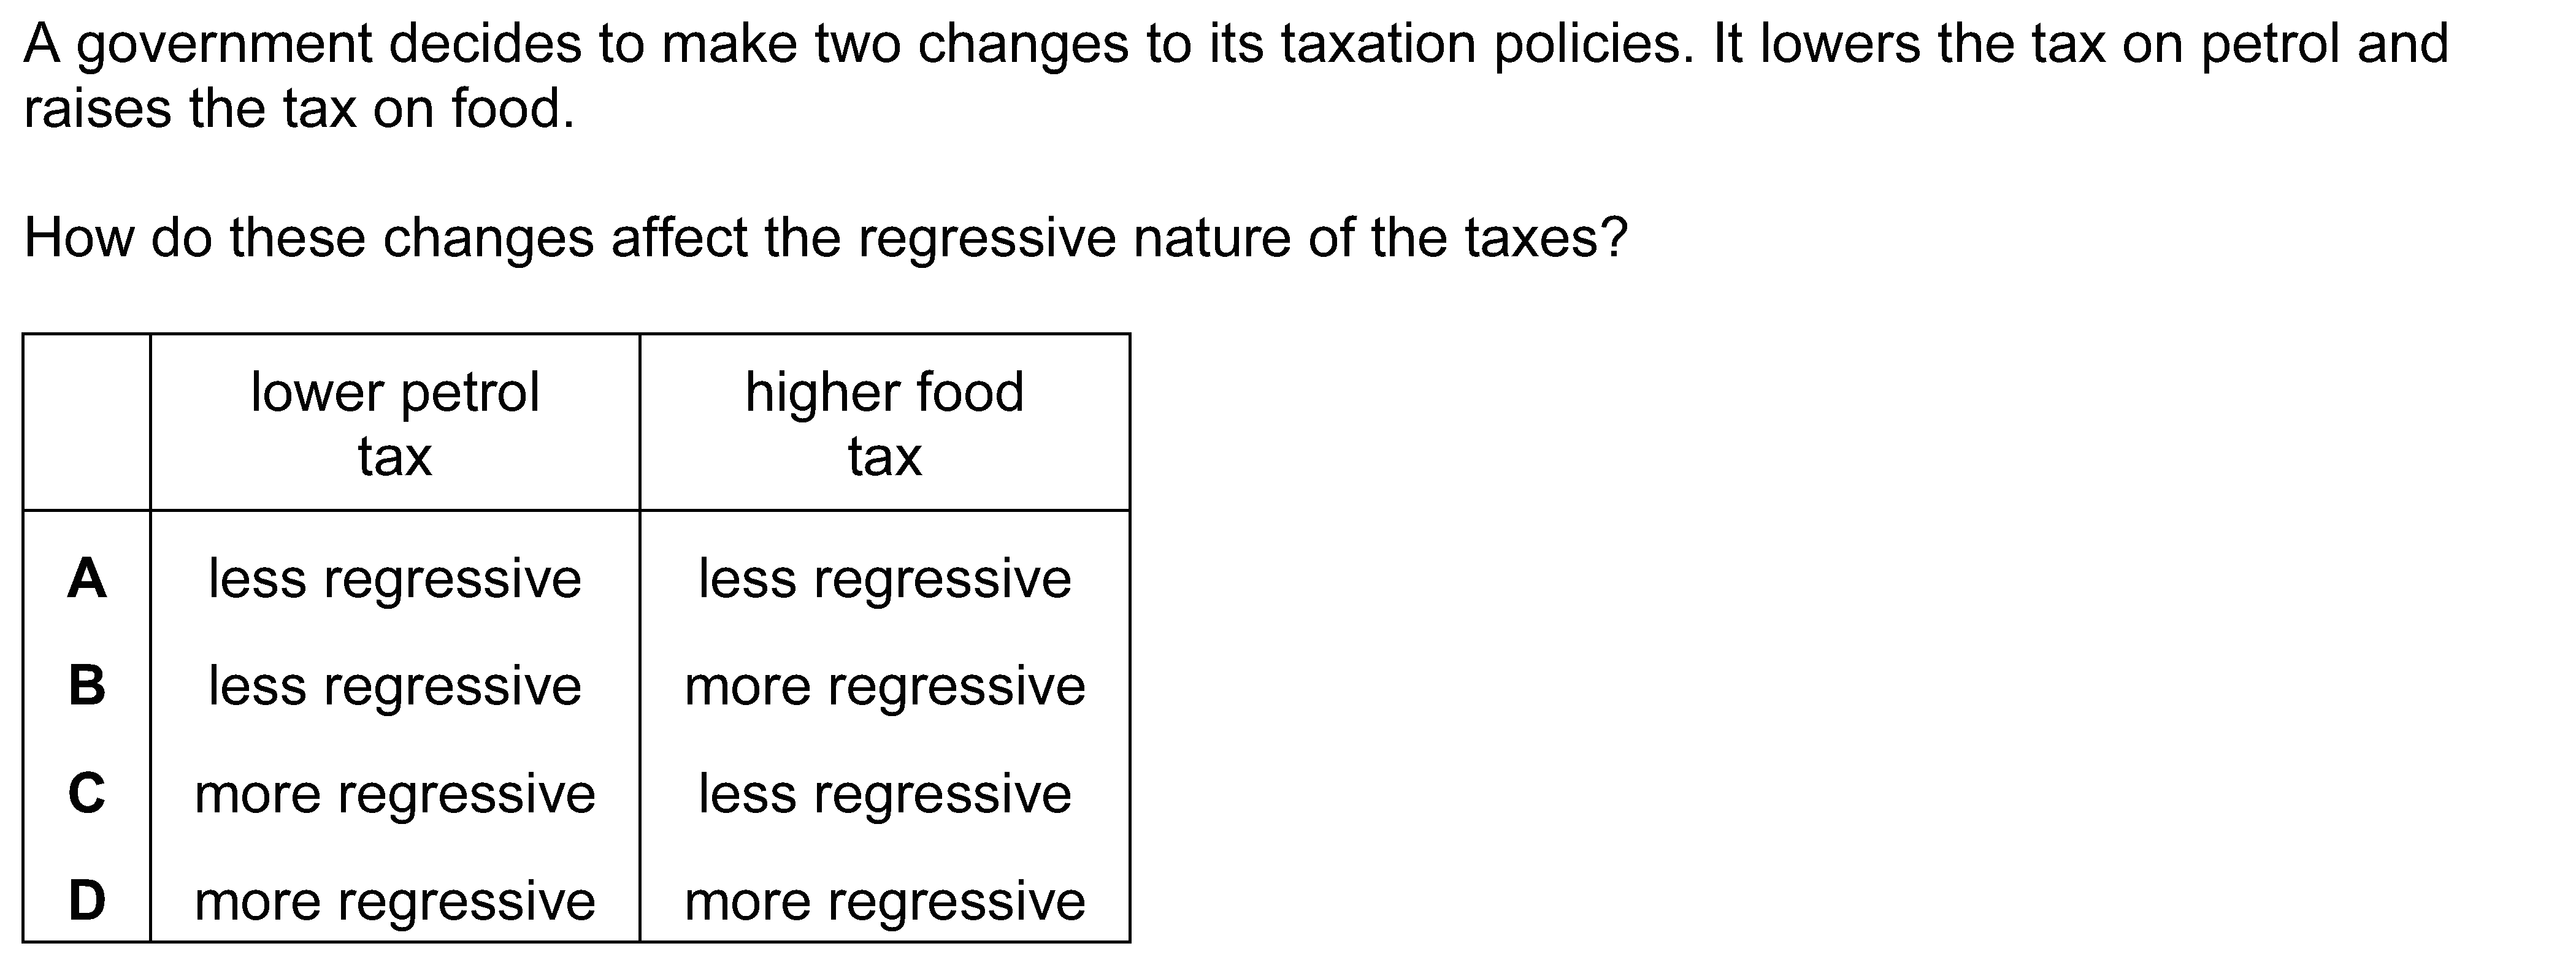 A government decides to make two changes to its taxation policies. It lowers the tax on petrol and
raises the tax on food.
How do these changes affect the regressive nature of the taxes?
lower petrol tax higher food tax
A less regressive less regressive
B less regressive more regressive
C more regressive less regressive
D more regressive more regressive